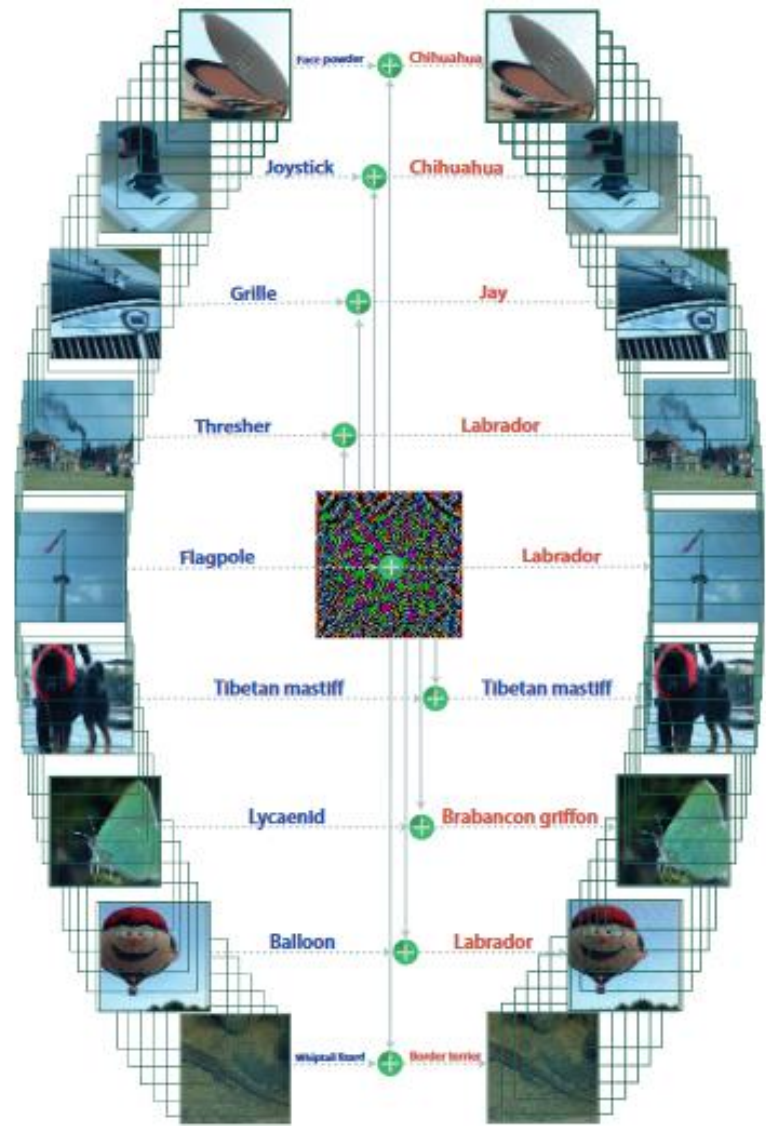 Face powder Chihuahua
Joystick Chihuahua
Grille Jay
Thresher Labrador
Flagpole Labrador
Tibetan mastiff Tibetan mastiff
Lycaenid Brabancon griffon
Balloon Labrador
Whiptail lizard Border terrier